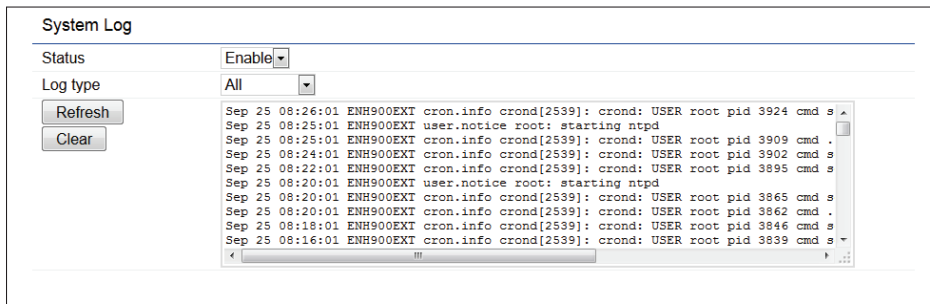 System Log
Status Enable
Log type All
Refresh
Clear
Sep 25 08:26:01 ENH900EXT cron.info crond[2539]: crond: USER root pid 3924 cmd s
Sep 25 08:25:01 ENH900EXT user.notice root: starting ntpd
Sep 25 08:25:01 ENH900EXT cron.info crond[2539]: crond: USER root pid 3909 cmd .
Sep 25 08:24:01 ENH900EXT cron.info crond[2539]: crond: USER root pid 3902 cmd s
Sep 25 08:22:01 ENH900EXT cron.info crond[2539]: crond: USER root pid 3895 cmd s
Sep 25 08:20:01 ENH900EXT user.notice root: starting ntpd
Sep 25 08:20:01 ENH900EXT cron.info crond[2539]: crond: USER root pid 3865 cmd s
Sep 25 08:20:01 ENH900EXT cron.info crond[2539]: crond: USER root pid 3862 cmd .
Sep 25 08:18:01 ENH900EXT cron.info crond[2539]: crond: USER root pid 3846 cmd s
Sep 25 08:16:01 ENH900EXT cron.info crond[2539]: crond: USER root pid 3839 cmd s